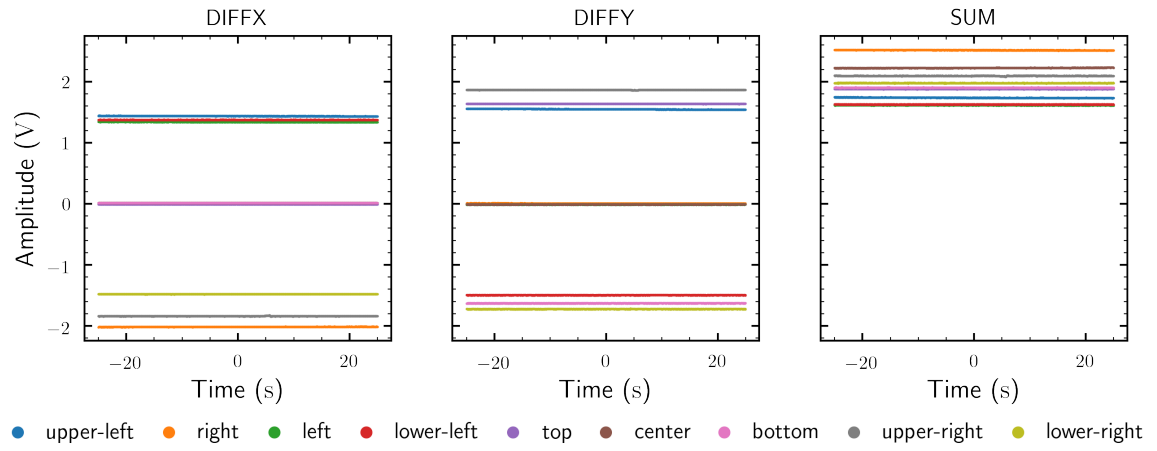 DIFFX DIFFY SUM
2
1
0
−1
−2
Amplitude (V)
−20 0 20 −20 0 20 −20 0 20
Time (s) Time (s) Time (s)
upper-left right left lower-left top center bottom upper-right lower-right